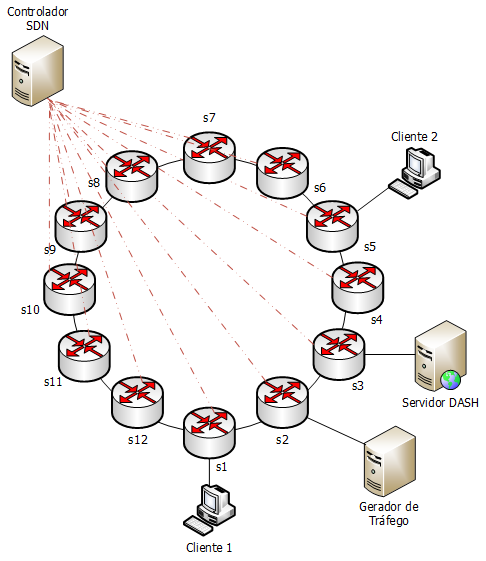 Controlador
SDN
s7
Cliente 2
s8
s6
s9
s5
s10
s4
s11
s3
Servidor DASH
s12
s2
s1
Gerador de
Tráfego
Cliente 1